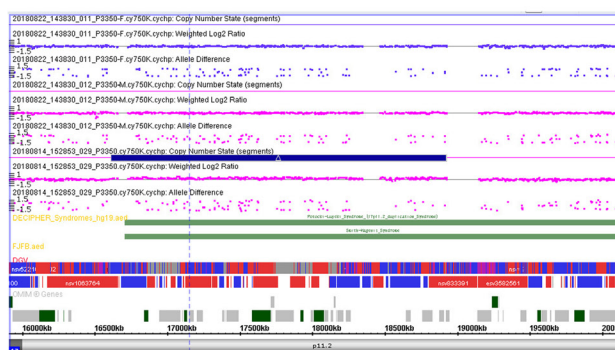 20180822_143830_011_P3350-F.cy750K.cychp: Copy Number State (segments)
20180822_143830_011_P3350-F.cy750K.cychp: Weighted Log2 Ratio
1
-1.5
20180822_143830_011_P3350-F.cy750K.cychp: Allele Difference
1.5
-1.5
20180822_143830_012_P3350-M.cy750K.cychp: Copy Number State (segments)
20180822_143830_012_P3350-M.cy750K.cychp: Weighted Log2 Ratio
1
-1.5
20180822_143830_012_P3350-M.cy750K.cychp: Allele Difference
1.5
-1.5
20180814_152853_029_P3350.cy750K.cychp: Copy Number State (segments)
20180814_152853_029_P3350.cy750K.cychp: Weighted Log2 Ratio
1
-1.5
20180814_152853_029_P3350.cy750K.cychp: Allele Difference
1.5
-1.5
DECIPHER_Syndromes_hg19.aed
Smith-Magenis_Syndrome
FJFB.aed
DGV
nsv1063764 nsv833391
OMIM ® Genes
16000kb 16500kb 17000kb 17500kb 18000kb 18500kb 19000kb 19500kb 2000
p11.2